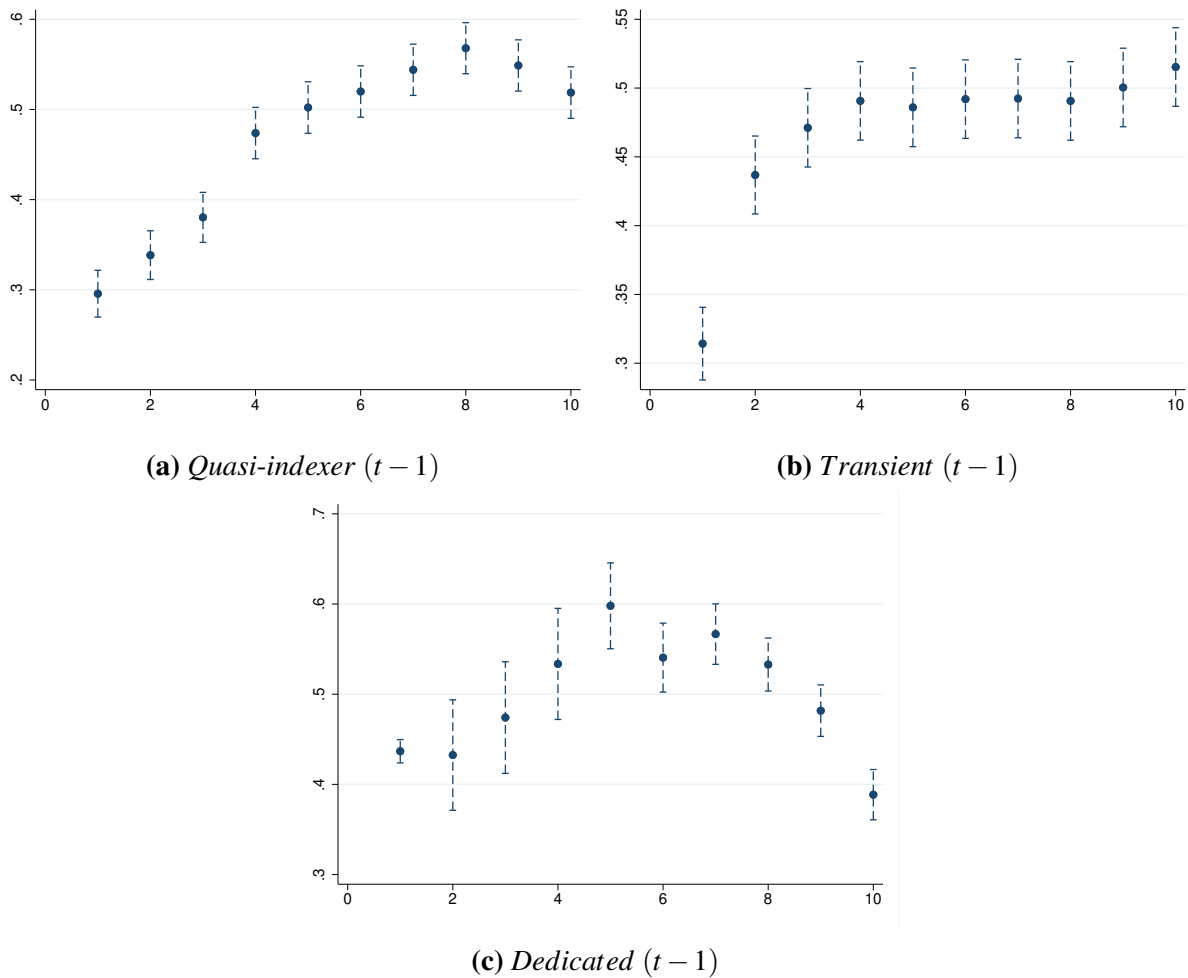 .6
.5
.4
.3
.2
0 2 4 6 8 10
(a) Quasi-indexer (t − 1)
.55
.5
.45
.4
.35
.3
0 2 4 6 8 10
(b) Transient (t − 1)
.7
.6
.5
.4
.3
0 2 4 6 8 10
(c) Dedicated (t − 1)